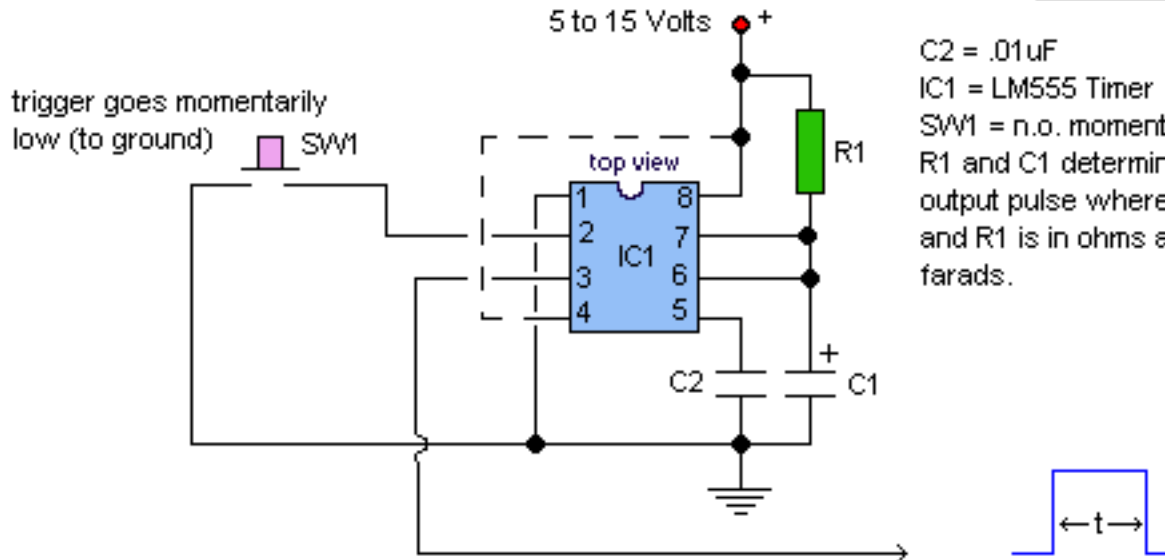 5 to 15 Volts +
trigger goes momentarily
low (to ground)
SW1
top view
1 8
2 7
3 6
4 5
IC1
R1
C2
+
C1
C2 = .01uF
IC1 = LM555 Timer
SW1 = n.o. moment
R1 and C1 determin
output pulse where
and R1 is in ohms a
farads.
t